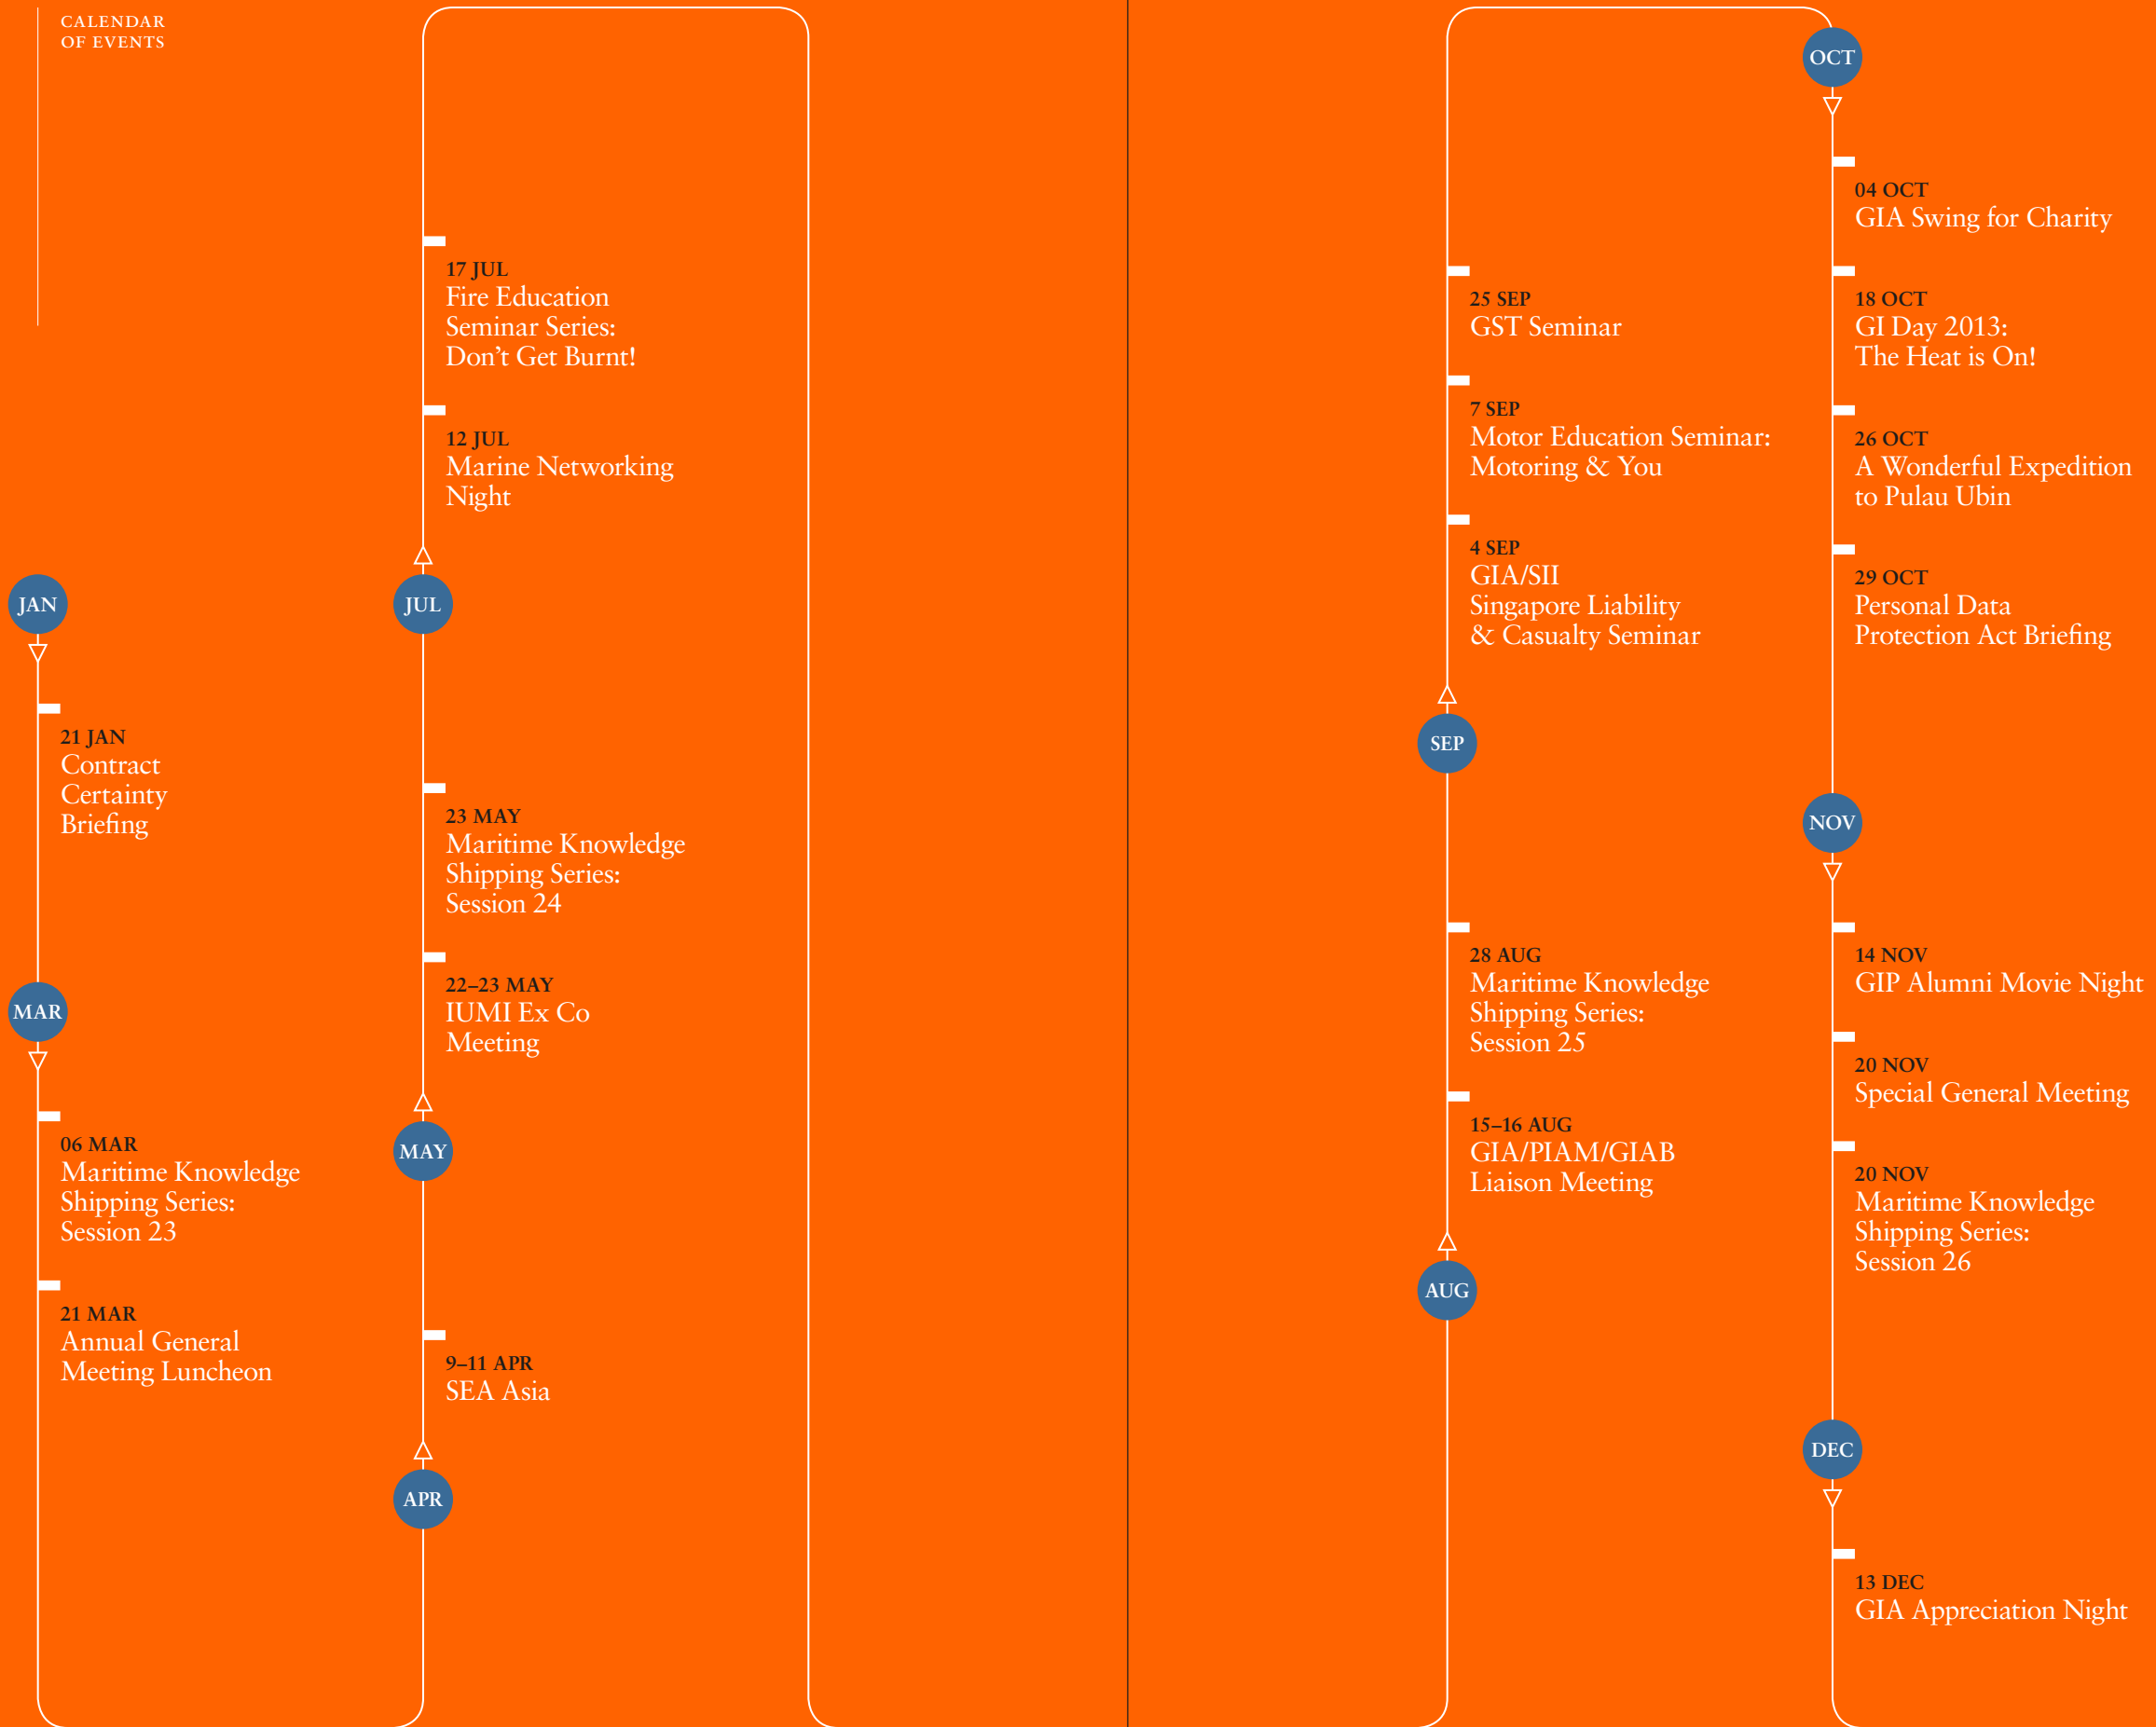 CALENDAR
OF EVENTS
JAN
21 JAN
Contract
Certainty
Briefing
MAR
06 MAR
Maritime Knowledge
Shipping Series:
Session 23
21 MAR
Annual General
Meeting Luncheon
17 JUL
Fire Education
Seminar Series:
Don’t Get Burnt!
12 JUL
Marine Networking
Night
JUL
23 MAY
Maritime Knowledge
Shipping Series:
Session 24
22–23 MAY
IUMI Ex Co
Meeting
MAY
9–11 APR
SEA Asia
APR
25 SEP
GST Seminar
7 SEP
Motor Education Seminar:
Motoring & You
4 SEP
GIA/SII
Singapore Liability
& Casualty Seminar
SEP
28 AUG
Maritime Knowledge
Shipping Series:
Session 25
15–16 AUG
GIA/PIAM/GIAB
Liaison Meeting
AUG
OCT
04 OCT
GIA Swing for Charity
18 OCT
GI Day 2013:
The Heat is On!
26 OCT
A Wonderful Expedition
to Pulau Ubin
29 OCT
Personal Data
Protection Act Briefing
NOV
14 NOV
GIP Alumni Movie Night
20 NOV
Special General Meeting
20 NOV
Maritime Knowledge
Shipping Series:
Session 26
DEC
13 DEC
GIA Appreciation Night